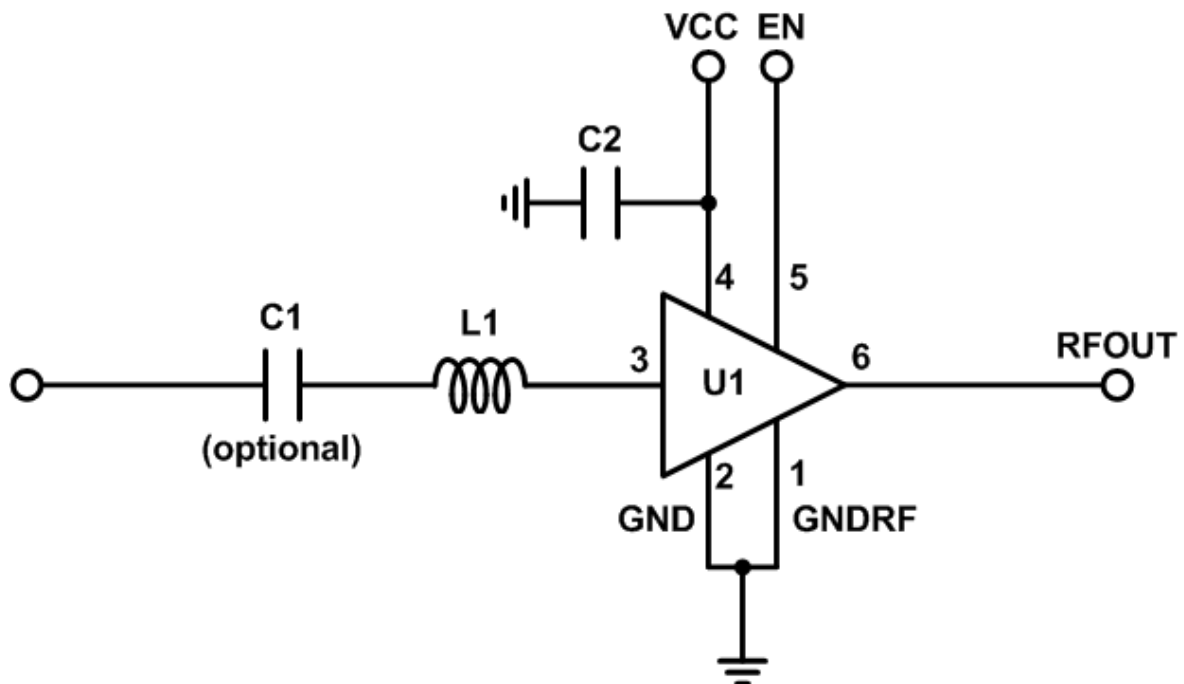 VCC EN
C2
4 5
C1 L1
3 U1 6 RFOUT
(optional)
2 1
GND GNDRF